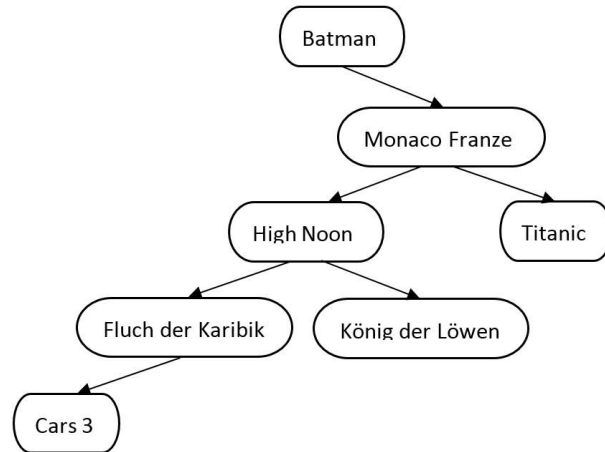 Batman
Monaco Franze
High Noon
Titanic
Fluch der Karibik
König der Löwen
Cars 3